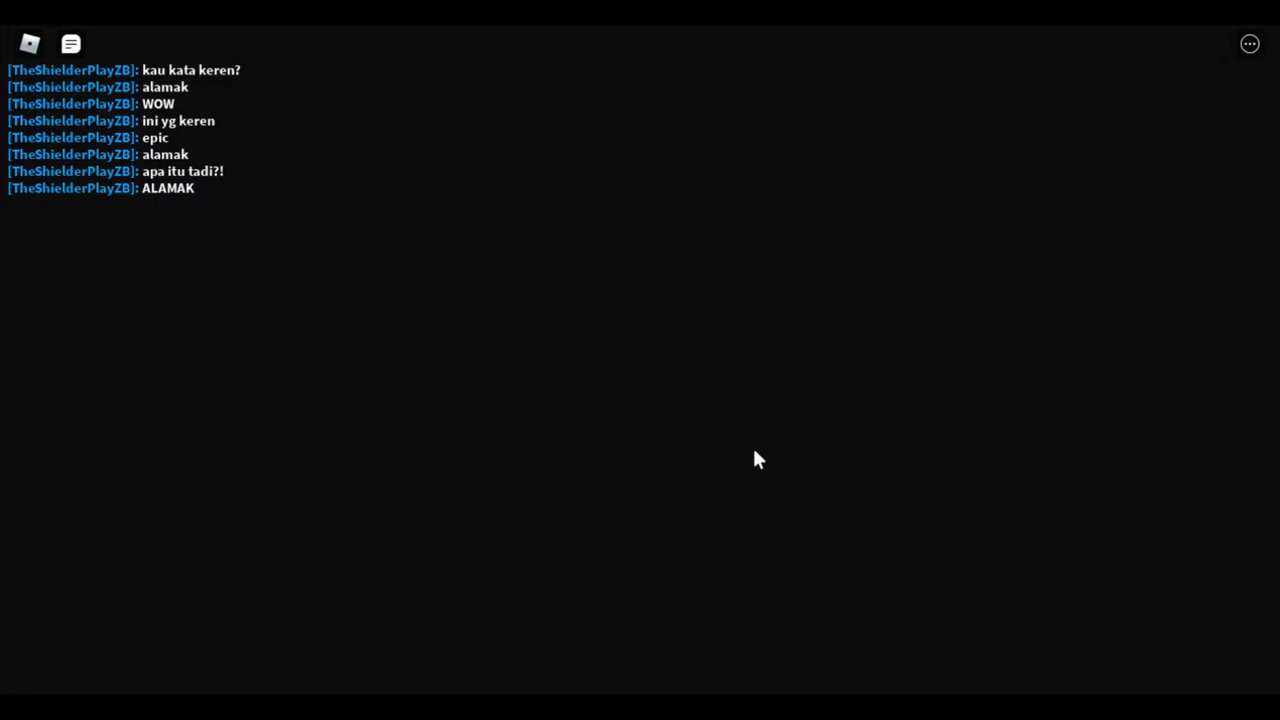 [TheShielderPlayZB]: kau kata keren?
[TheShielderPlayZB]: alamak
[TheShielderPlayZB]: WOW
[TheShielderPlayZB]: ini yg keren
[TheShielderPlayZB]: epic
[TheShielderPlayZB]: alamak
[TheShielderPlayZB]: apa itu tadi?!
[TheShielderPlayZB]: ALAMAK